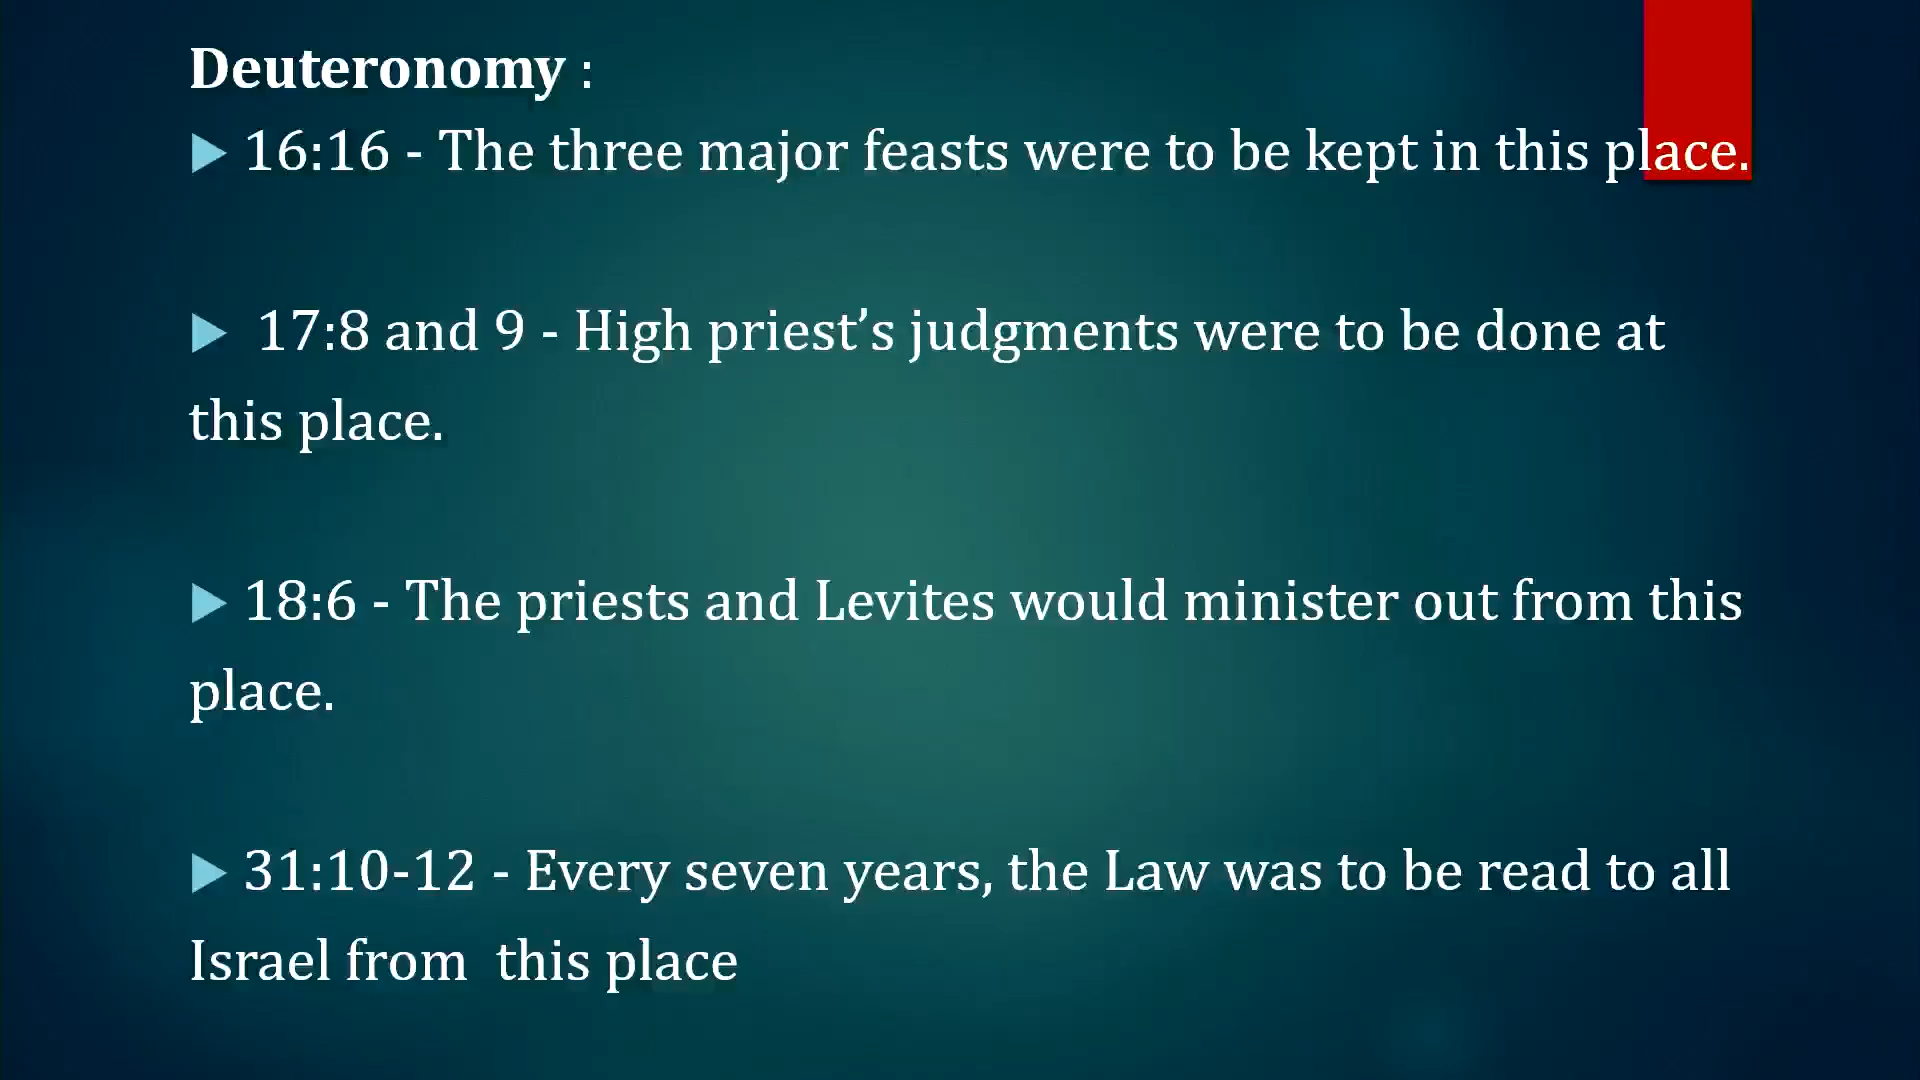 Deuteronomy :
▶ 16:16 - The three major feasts were to be kept in this place.
▶ 17:8 and 9 - High priest’s judgments were to be done at
this place.
▶ 18:6 - The priests and Levites would minister out from this
place.
▶ 31:10-12 - Every seven years, the Law was to be read to all
Israel from  this place